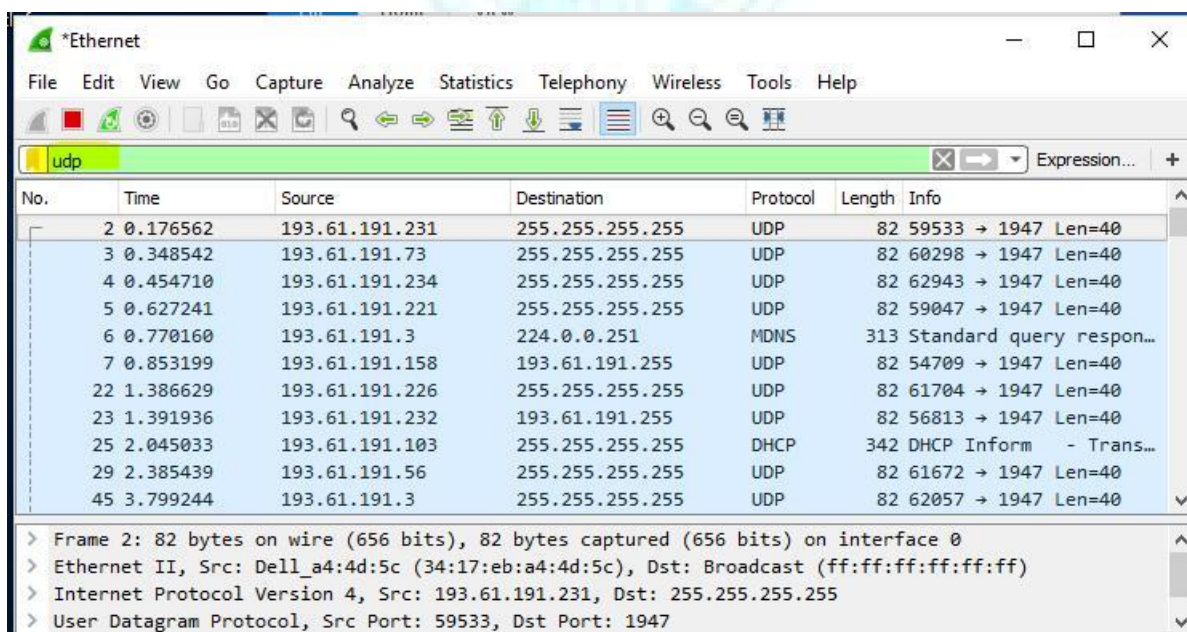 *Ethernet
File Edit View Go Capture Analyze Statistics Telephony Wireless Tools Help
udp Expression... +
No. Time Source Destination Protocol Length Info
2 0.176562 193.61.191.231 255.255.255.255 UDP 82 59533 → 1947 Len=40
3 0.348542 193.61.191.73 255.255.255.255 UDP 82 60298 → 1947 Len=40
4 0.454710 193.61.191.234 255.255.255.255 UDP 82 62943 → 1947 Len=40
5 0.627241 193.61.191.221 255.255.255.255 UDP 82 59047 → 1947 Len=40
6 0.770160 193.61.191.3 224.0.0.251 MDNS 313 Standard query respon…
7 0.853199 193.61.191.158 193.61.191.255 UDP 82 54709 → 1947 Len=40
22 1.386629 193.61.191.226 255.255.255.255 UDP 82 61704 → 1947 Len=40
23 1.391936 193.61.191.232 193.61.191.255 UDP 82 56813 → 1947 Len=40
25 2.045033 193.61.191.103 255.255.255.255 DHCP 342 DHCP Inform - Trans…
29 2.385439 193.61.191.56 255.255.255.255 UDP 82 61672 → 1947 Len=40
45 3.799244 193.61.191.3 255.255.255.255 UDP 82 62057 → 1947 Len=40
> Frame 2: 82 bytes on wire (656 bits), 82 bytes captured (656 bits) on interface 0
> Ethernet II, Src: Dell_a4:4d:5c (34:17:eb:a4:4d:5c), Dst: Broadcast (ff:ff:ff:ff:ff:ff)
> Internet Protocol Version 4, Src: 193.61.191.231, Dst: 255.255.255.255
> User Datagram Protocol, Src Port: 59533, Dst Port: 1947